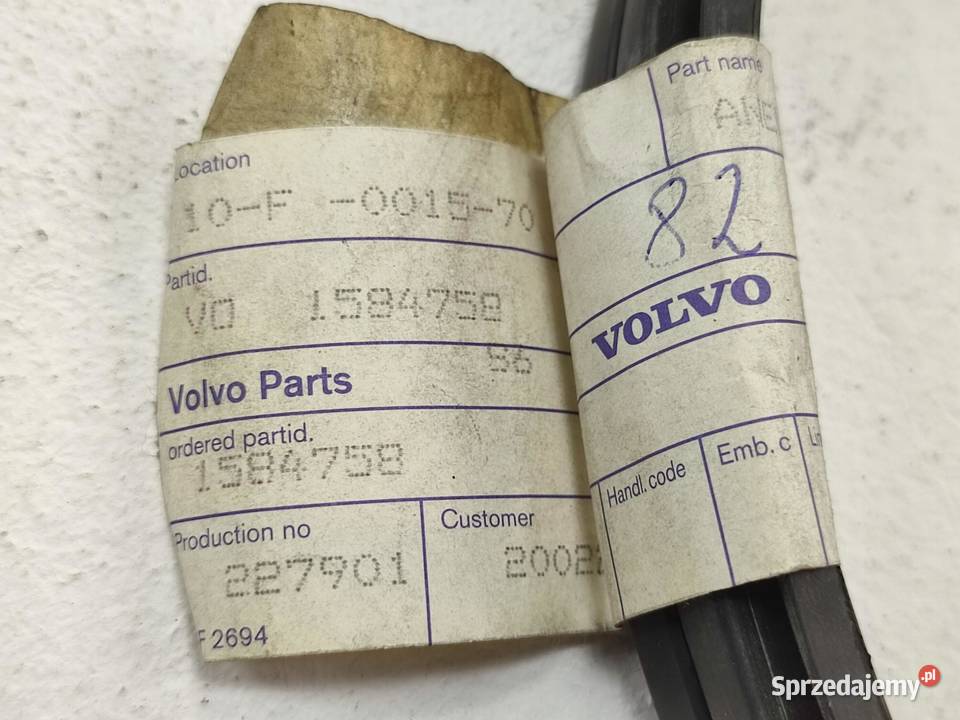 Location
10-F -0015-70
Partid.
VO 1584758
56
Volvo Parts
ordered partid.
1584758
Production no
227901
Customer
F 2694
Part name
82
VOLVO
Handl. code
Emb. c
Sprzedajemy.pl